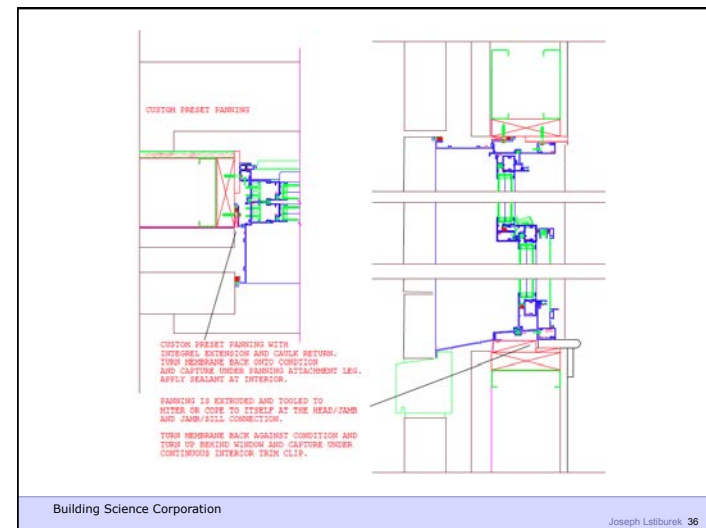 CUSTOM PRESET PANNING
CUSTOM PRESET PANNING WITH
INTEGREL EXTENSION AND CAULK RETURN.
TURN MEMBRANE BACK ONTO CONDTION
AND CAPTURE UNDER PANNING ATTACHMENT LEG.
APPLY SEALANT AT INTERIOR.
PANNING IS EXTRUDED AND TOOLED TO
MITER OR COPE TO ITSELF AT THE HEAD/JAMB
AND JAMB/SILL CONNECTION.
TURN MEMBRANE BACK AGAINST CONDITION AND
TURN UP BEHIND WINDOW AND CAPTURE UNDER
CONTINUOUS INTERIOR TRIM CLIP.
Building Science Corporation
Joseph Lstiburek 36